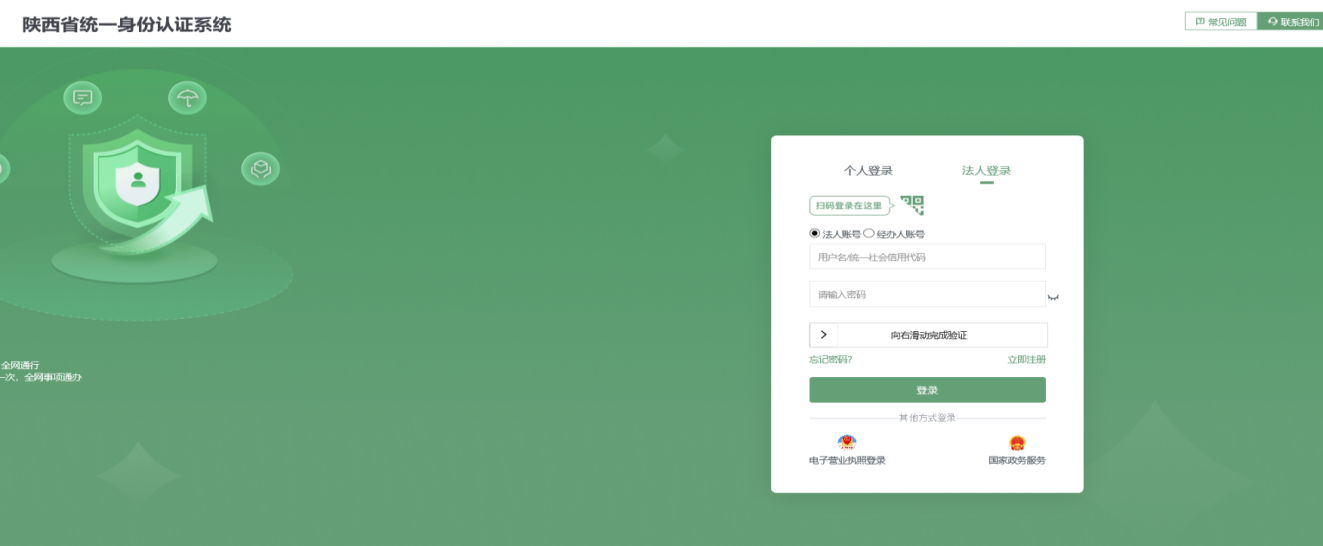 陕西省统一身份认证系统
常见问题
联系我们
个人登录
法人登录
扫码登录在这里
法人账号
经办人账号
用户名/统一社会信用代码
请输入密码
向右滑动完成验证
忘记密码?
立即注册
登录
其他方式登录
电子营业执照登录
国家政务服务
全网通行
一次，全网事项通办